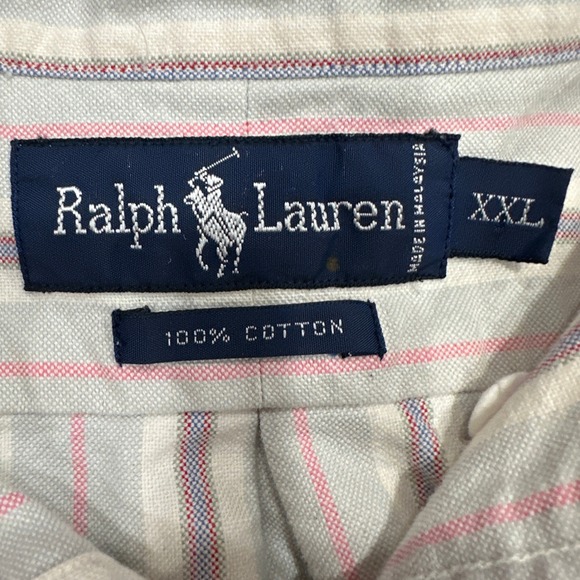 Ralph Lauren
MADE IN MALAYSIA
XXL
100% COTTON